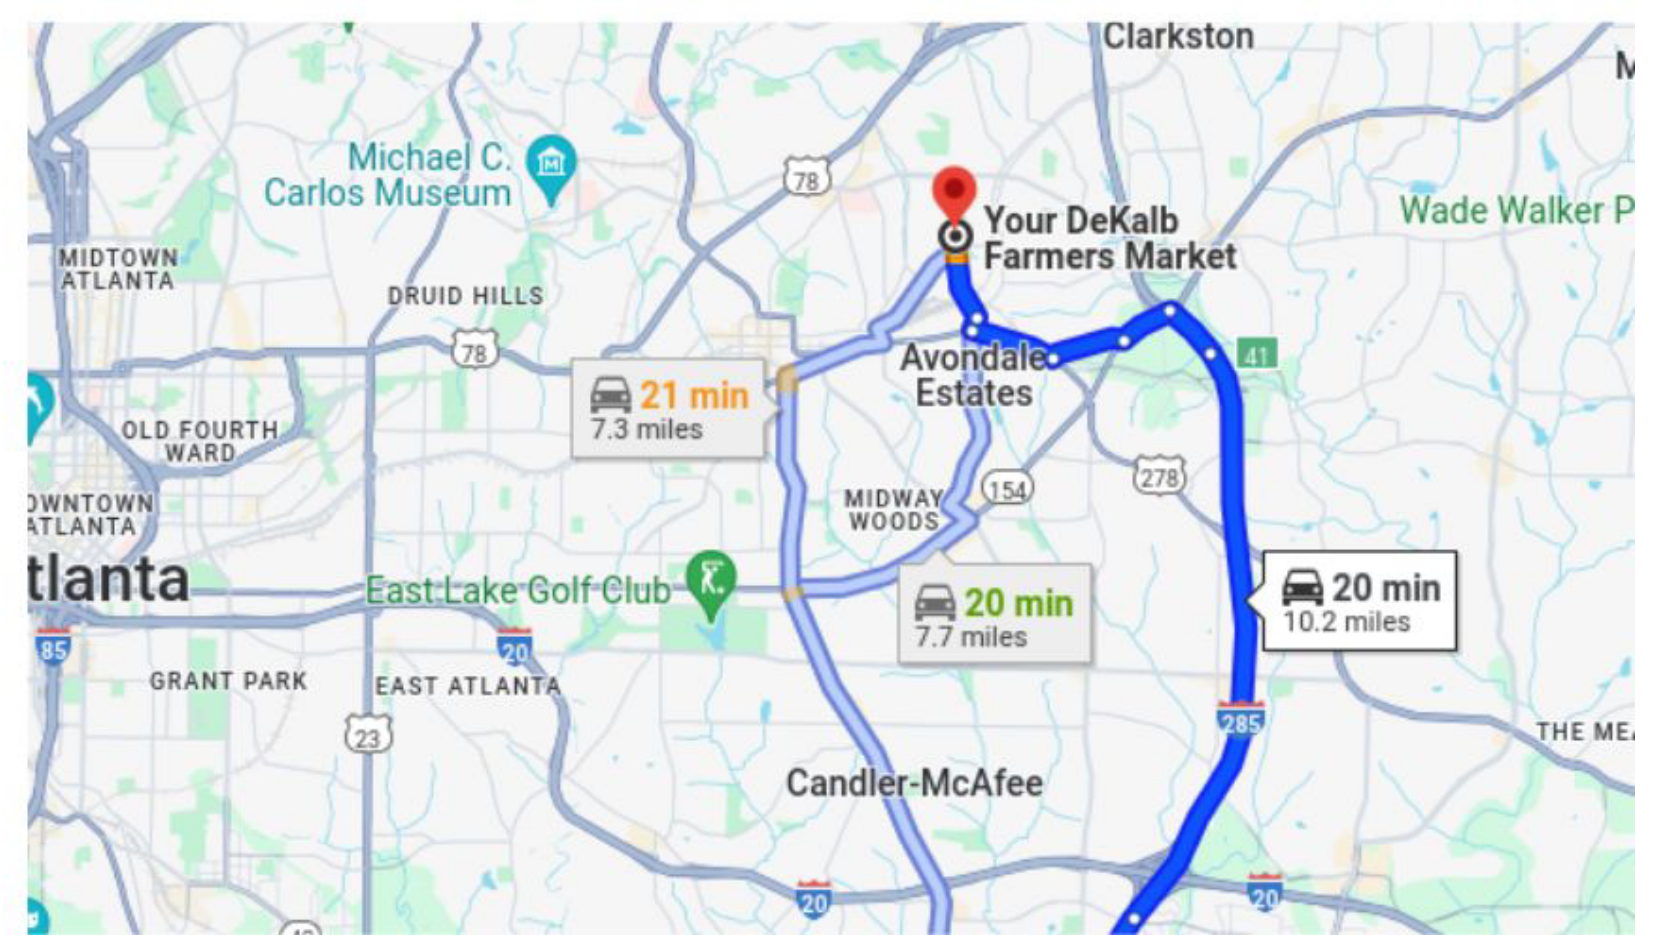 Clarkston
M
Michael C.
Carlos Museum
78
Your DeKalb
Farmers Market
Wade Walker P
MIDTOWN
ATLANTA
DRUID HILLS
78
Avondale
Estates
41
21 min
7.3 miles
OLD FOURTH
WARD
OWNTOWN
ATLANTA
MIDWAY
WOODS
154
278
tlanta
East Lake Golf Club
20 min
7.7 miles
20 min
10.2 miles
85
20
GRANT PARK
EAST ATLANTA
23
285
THE MEA
Candler-McAfee
20
20